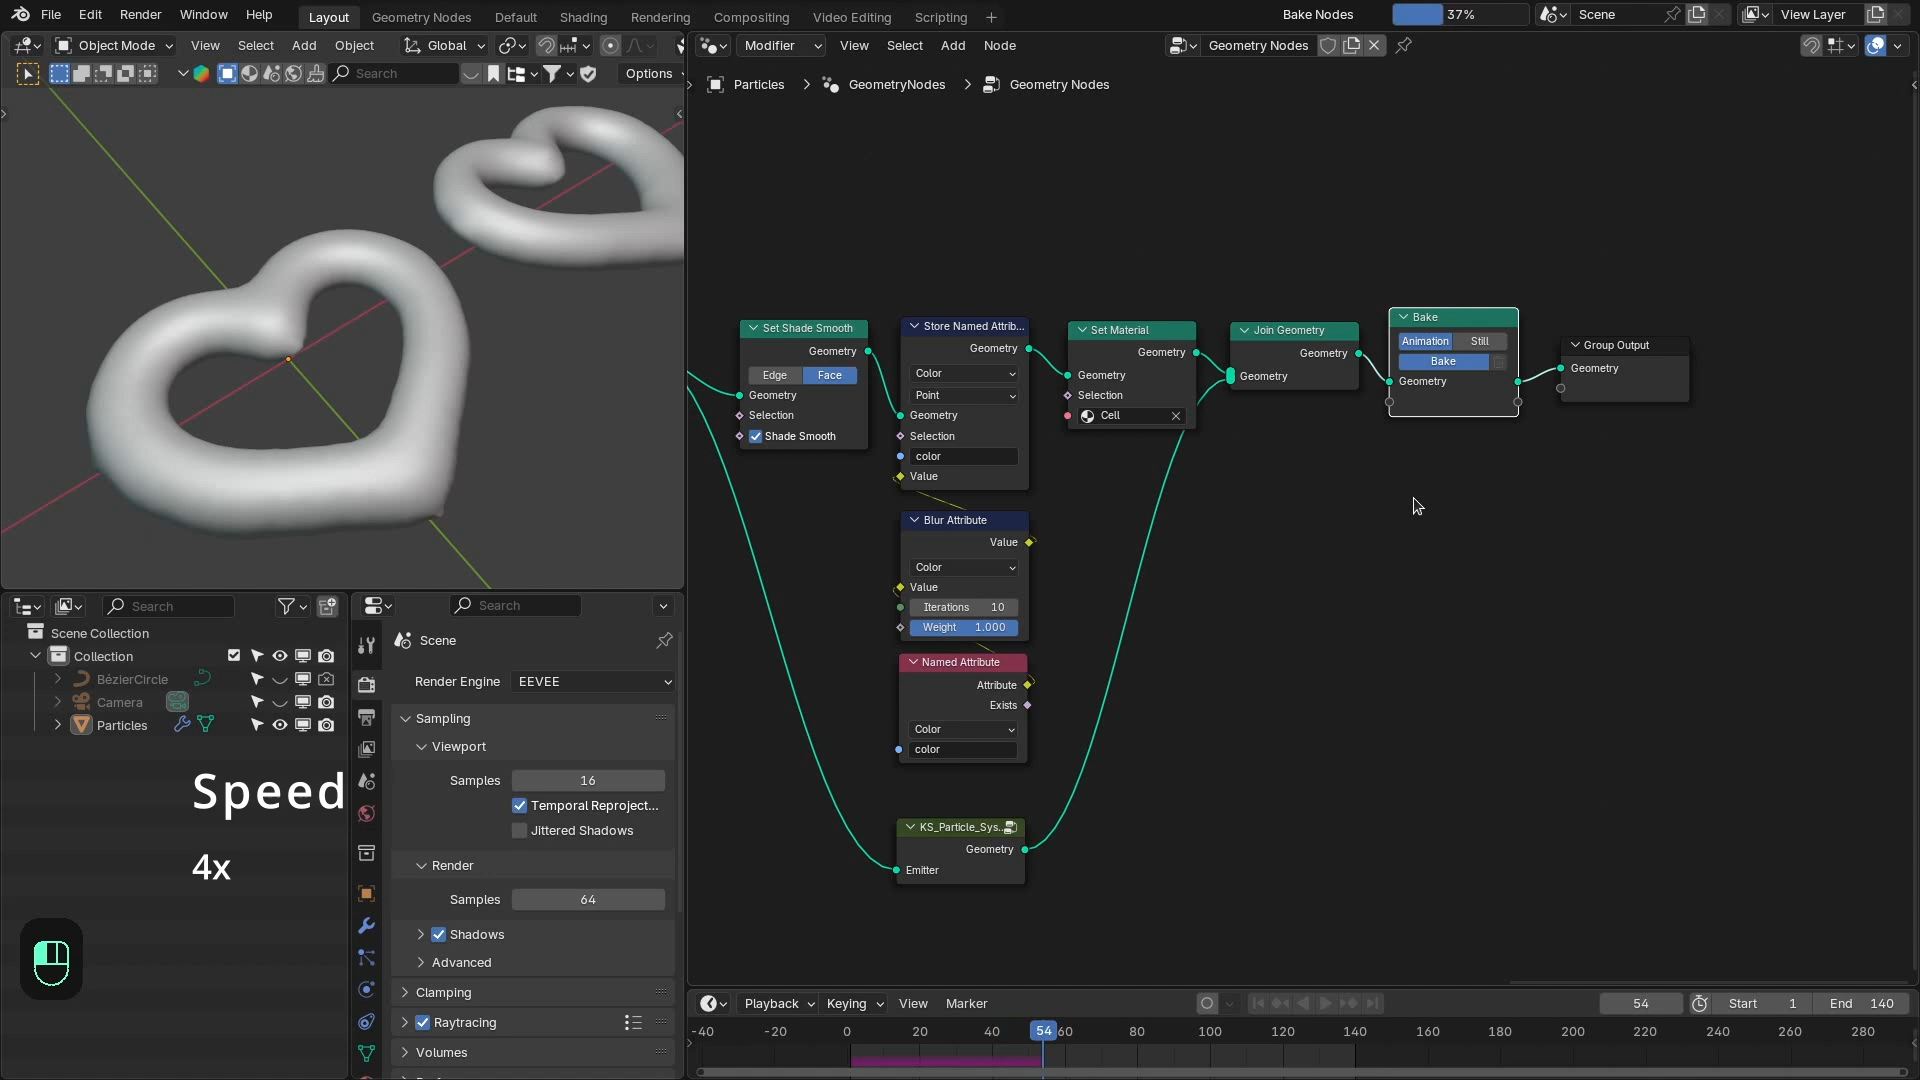 File Edit Render Window Help
Layout Geometry Nodes Default Shading Rendering Compositing Video Editing Scripting
Bake Nodes 37% Scene View Layer
Object Mode View Select Add Object Global
Search Options
Modifier View Select Add Node Geometry Nodes
Particles GeometryNodes Geometry Nodes
Set Shade Smooth
Geometry
Edge Face
Geometry
Selection
Shade Smooth
Store Named Attrib...
Geometry
Color
Point
Geometry
Selection
color
Value
Blur Attribute
Value
Color
Value
Iterations 10
Weight 1.000
Named Attribute
Attribute
Exists
Color
color
KS_Particle_Sys...
Geometry
Emitter
Set Material
Geometry
Geometry
Selection
Cell
Join Geometry
Geometry
Geometry
Bake
Animation Still
Bake
Geometry
Group Output
Geometry
Search
Scene Collection
Collection
BézierCircle
Camera
Particles
Speed
4x
Search
Scene
Render Engine EEVEE
Sampling
Viewport
Samples 16
Temporal Reproject...
Jittered Shadows
Render
Samples 64
Shadows
Advanced
Clamping
Raytracing
Volumes
Playback Keying View Marker
54 Start 1 End 140
-40 -20 0 20 40 54 60 80 100 120 140 160 180 200 220 240 260 280